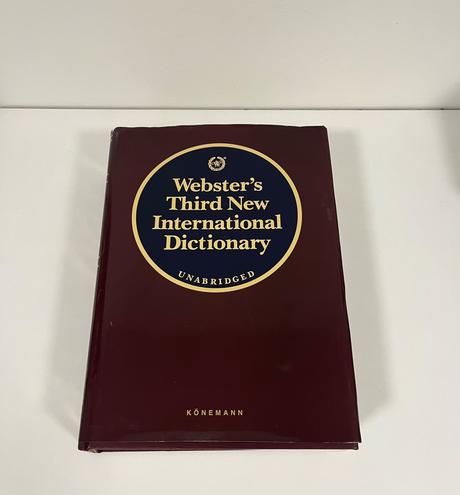 Webster's
Third New
International
Dictionary
UNABRIDGED
KÖNEMANN